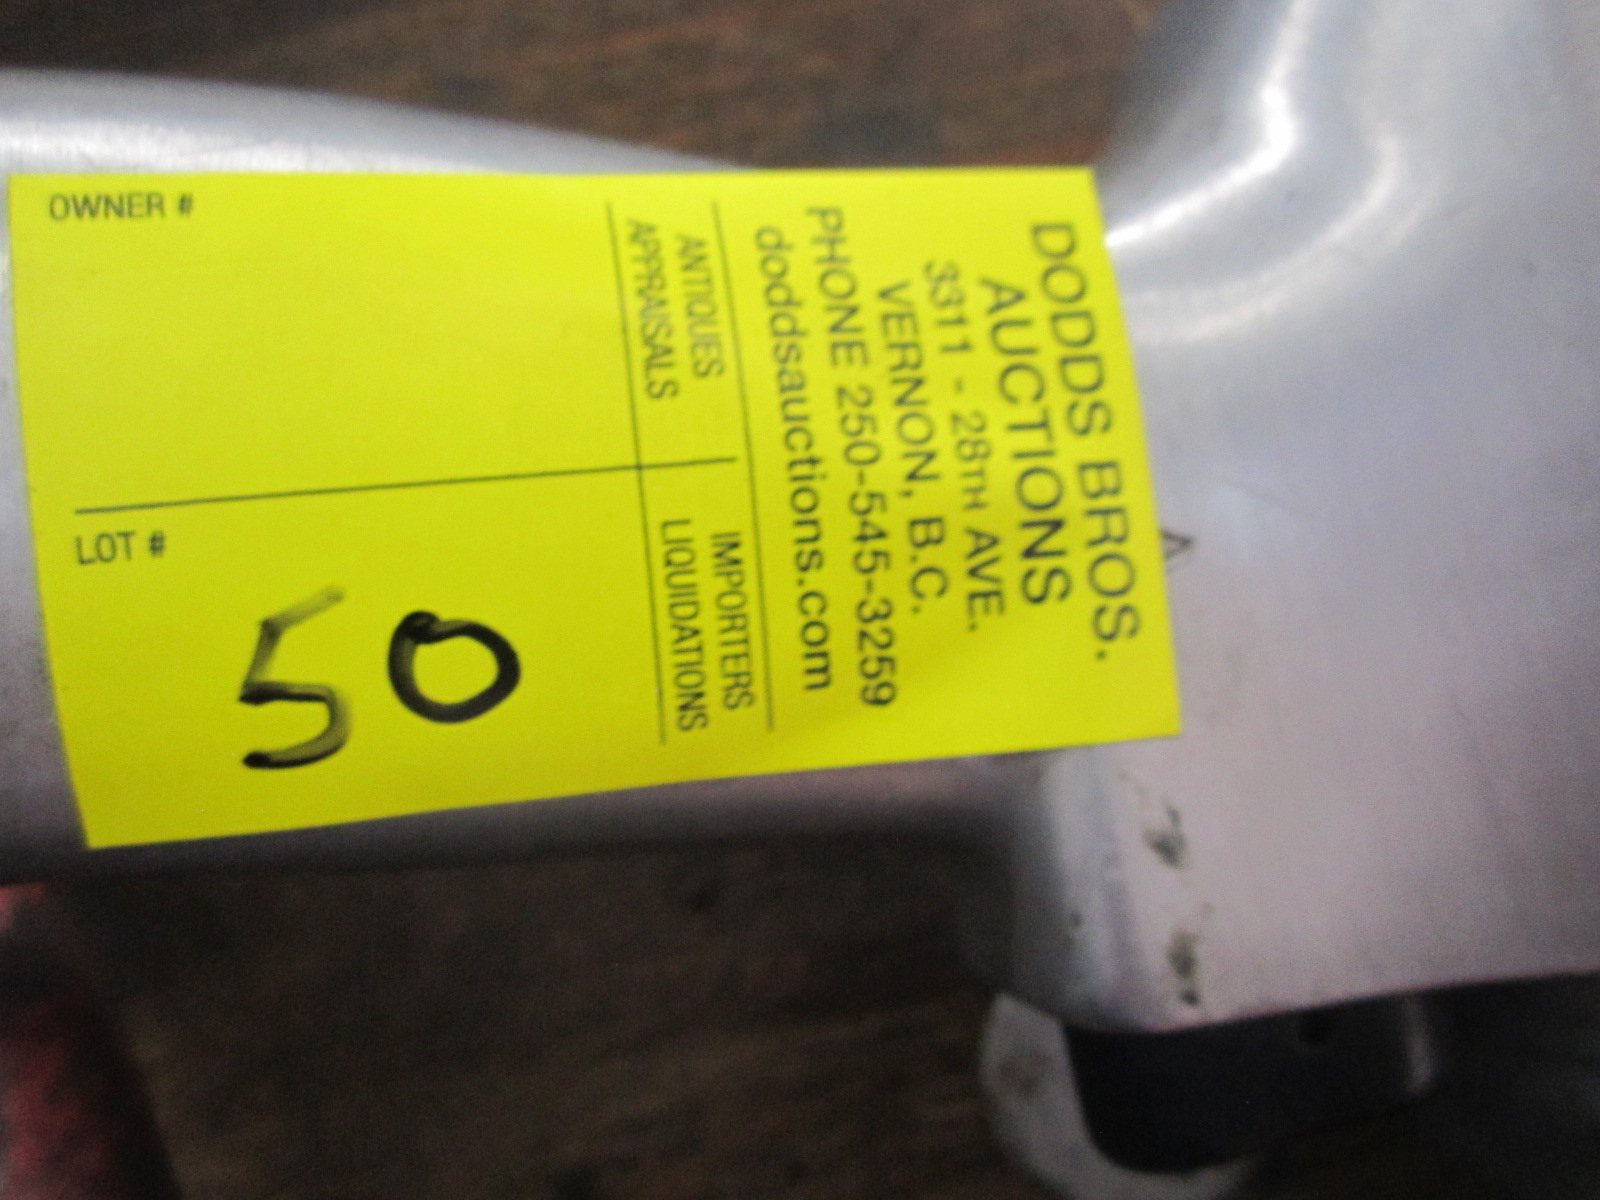 DODDS BROS.
AUCTIONS
3311 - 28TH AVE.
VERNON, B.C.
PHONE 250-545-3259
doddsauctions.com
ANTIQUES
APPRAISALS
IMPORTERS
LIQUIDATIONS
OWNER #
LOT #
50